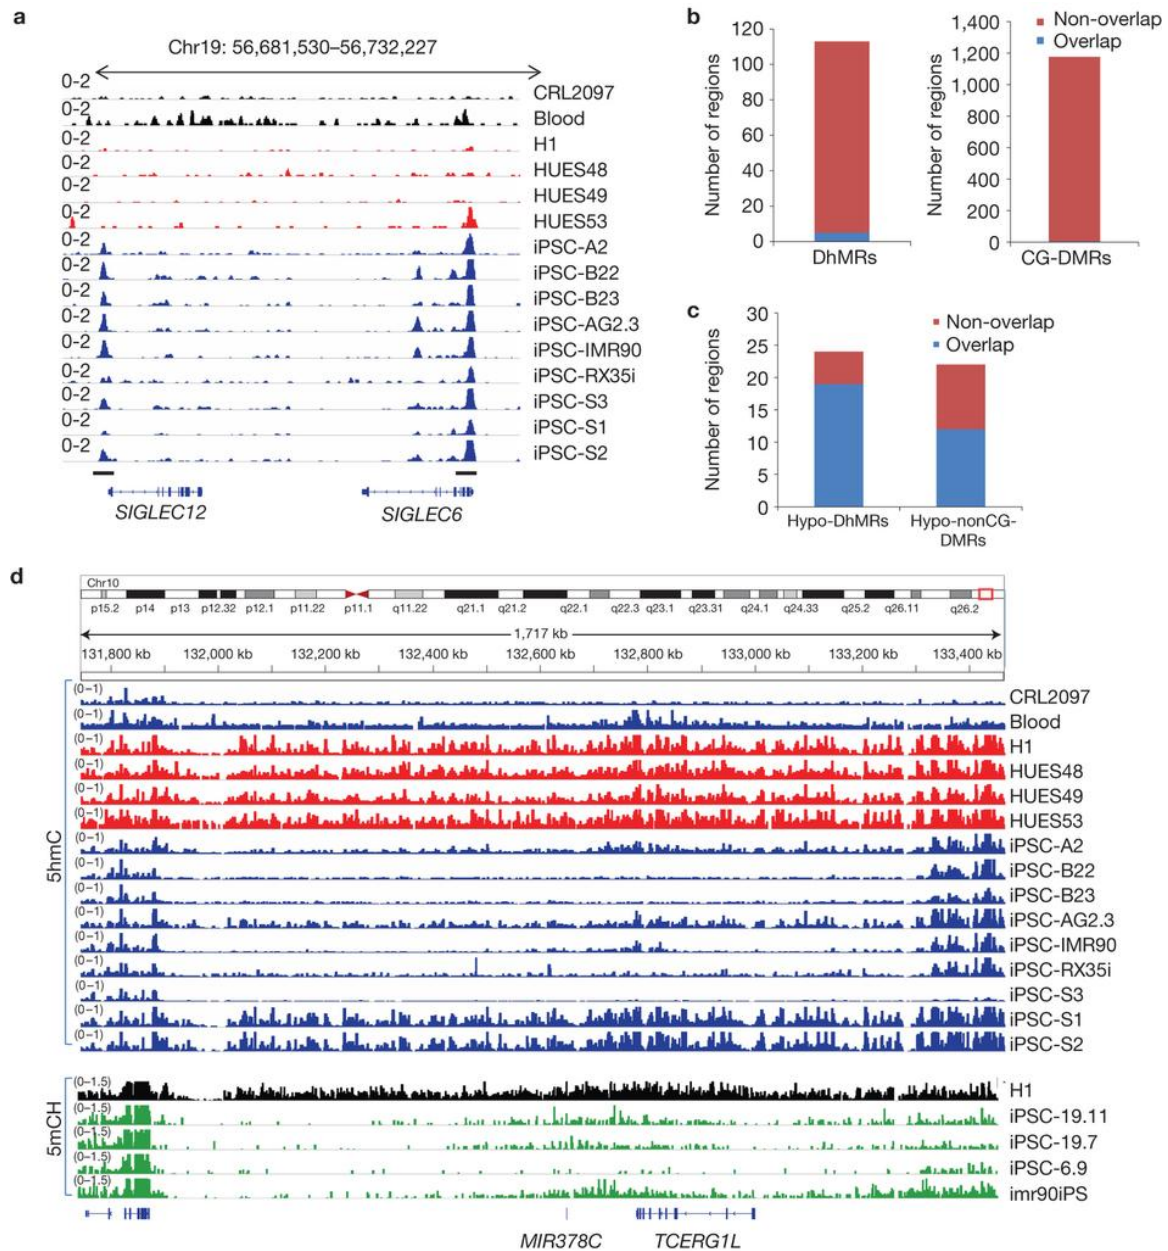 a
Chr19: 56,681,530–56,732,227
0-2 CRL2097
0-2 Blood
0-2 H1
0-2 HUES48
0-2 HUES49
0-2 HUES53
0-2 iPSC-A2
0-2 iPSC-B22
0-2 iPSC-B23
0-2 iPSC-AG2.3
0-2 iPSC-IMR90
0-2 iPSC-RX35i
0-2 iPSC-S3
0-2 iPSC-S1
0-2 iPSC-S2
SIGLEC12 SIGLEC6
b
Number of regions
120
100
80
60
40
20
0
DhMRs
Number of regions
1,400
1,200
1,000
800
600
400
200
0
CG-DMRs
Non-overlap
Overlap
c
Number of regions
30
25
20
15
10
5
0
Hypo-DhMRs
Hypo-nonCG-
DMRs
Non-overlap
Overlap
d
Chr10
p15.2 p14 p13 p12.32 p12.1 p11.22 p11.1 q11.22 q21.1 q21.2 q22.1 q22.3 q23.1 q23.31 q24.1 q24.33 q25.2 q26.11 q26.2
1,717 kb
131,800 kb 132,000 kb 132,200 kb 132,400 kb 132,600 kb 132,800 kb 133,000 kb 133,200 kb 133,400 kb
5hmC
(0–1) CRL2097
(0–1) Blood
(0–1) H1
(0–1) HUES48
(0–1) HUES49
(0–1) HUES53
(0–1) iPSC-A2
(0–1) iPSC-B22
(0–1) iPSC-B23
(0–1) iPSC-AG2.3
(0–1) iPSC-IMR90
(0–1) iPSC-RX35i
(0–1) iPSC-S3
(0–1) iPSC-S1
(0–1) iPSC-S2
5mCH
(0–1.5) H1
(0–1.5) iPSC-19.11
(0–1.5) iPSC-19.7
(0–1.5) iPSC-6.9
(0–1.5) imr90iPS
MIR378C TCERG1L